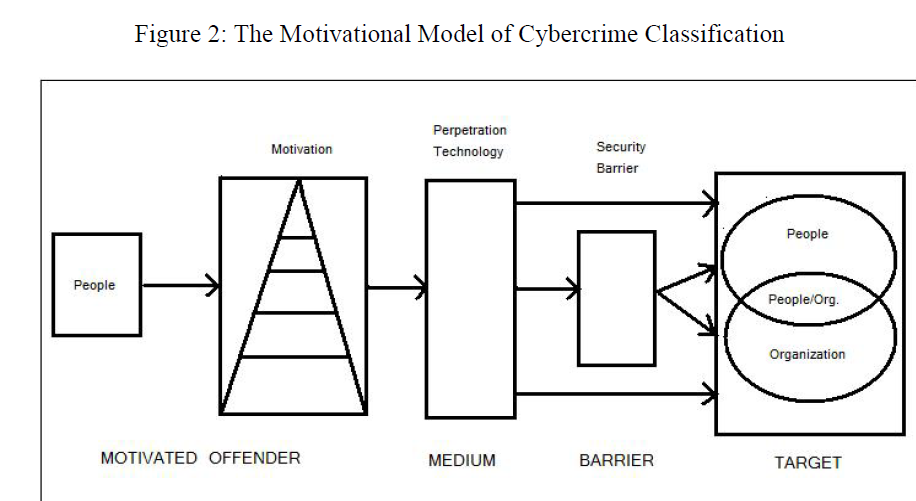 Figure 2: The Motivational Model of Cybercrime Classification
Motivation
Perpetration
Technology
Security
Barrier
People
People
People/Org.
Organization
MOTIVATED OFFENDER
MEDIUM
BARRIER
TARGET